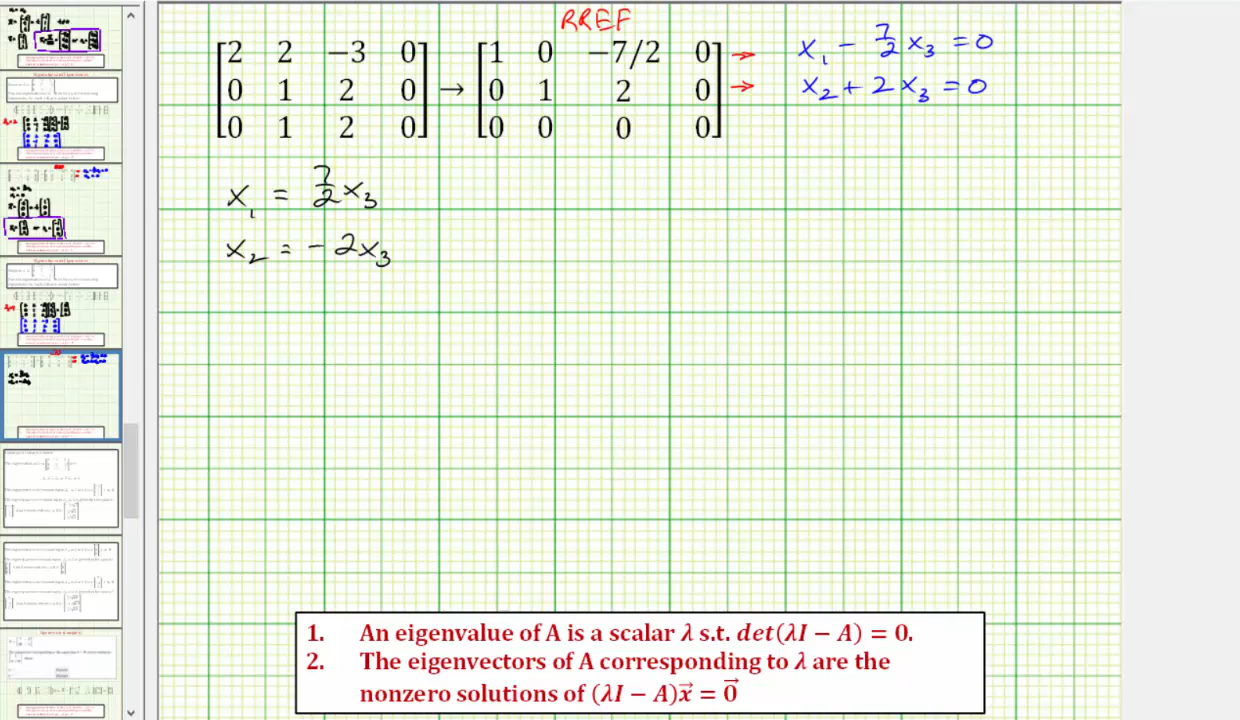 RREF
[2 2 −3 0] [1 0 −7/2 0] → x₁ − 7/2 x₃ = 0
[0 1 2 0] → [0 1 2 0] → x₂ + 2x₃ = 0
[0 1 2 0] [0 0 0 0]
x₁ = 7/2 x₃
x₂ = −2x₃
1. An eigenvalue of A is a scalar λ s.t. det(λI − A) = 0.
2. The eigenvectors of A corresponding to λ are the
nonzero solutions of (λI − A)x⃗ = 0⃗